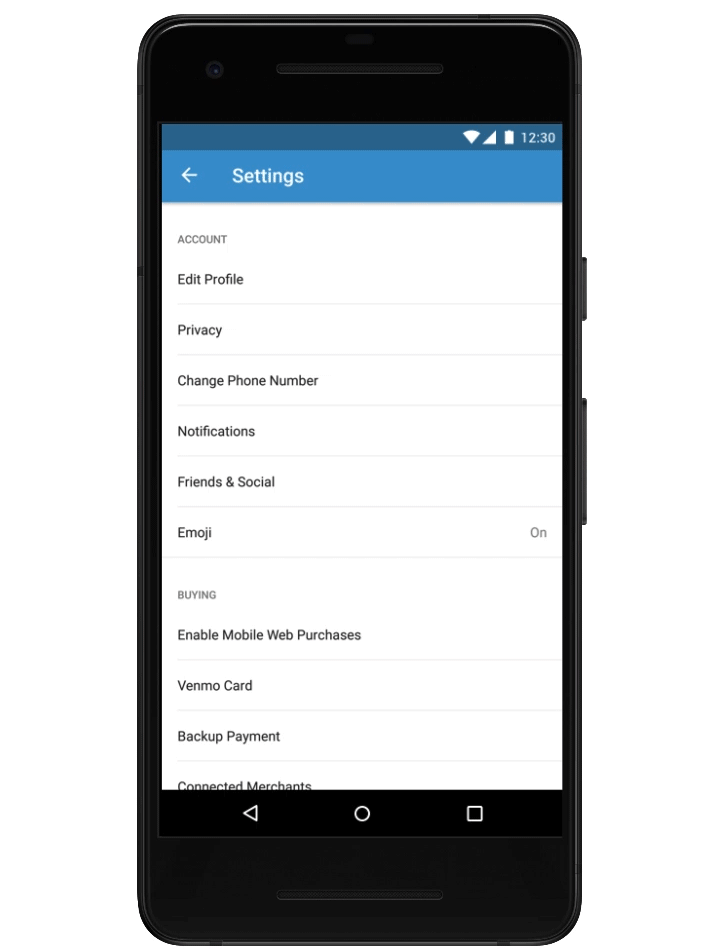 12:30
Settings
ACCOUNT
Edit Profile
Privacy
Change Phone Number
Notifications
Friends & Social
Emoji On
BUYING
Enable Mobile Web Purchases
Venmo Card
Backup Payment
Connected Merchants